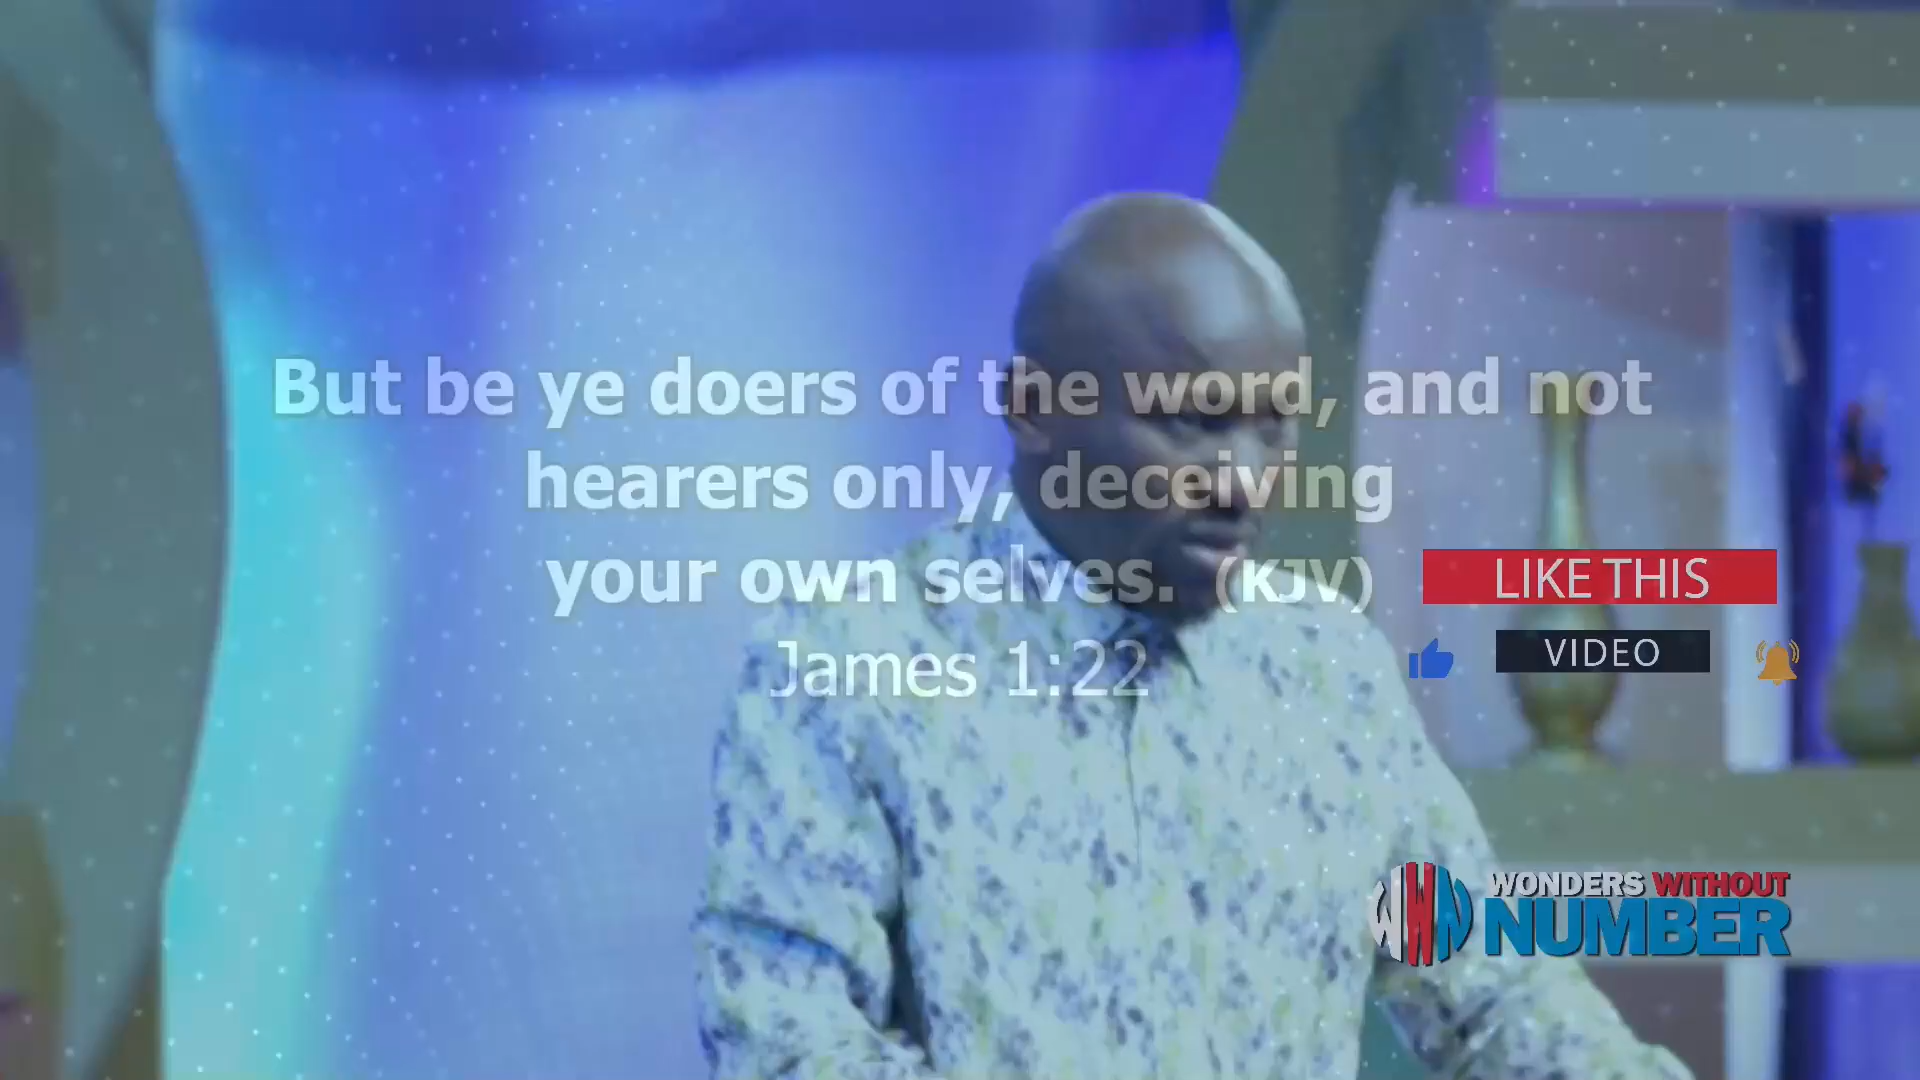 But be ye doers of the word, and not
hearers only, deceiving
your own selves. (KJV)
James 1:22
LIKE THIS
VIDEO
WWN
WONDERS WITHOUT
NUMBER